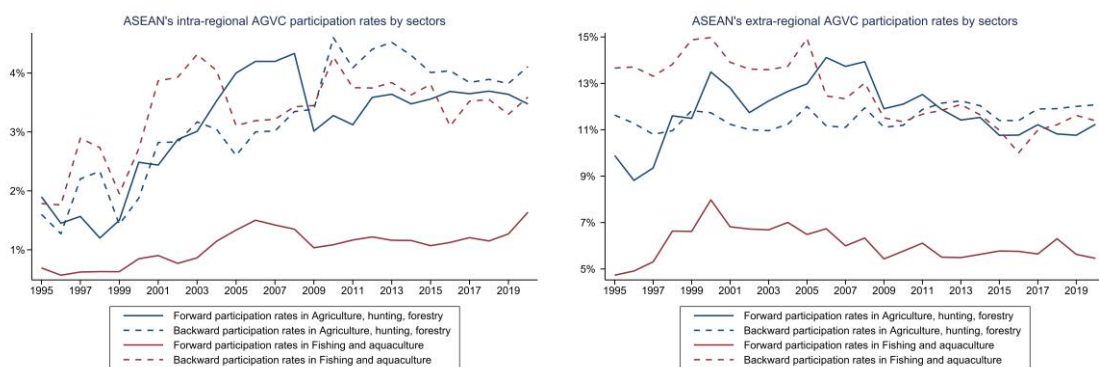 ASEAN's intra-regional AGVC participation rates by sectors
4%
3%
2%
1%
1995 1997 1999 2001 2003 2005 2007 2009 2011 2013 2015 2017 2019
Forward participation rates in Agriculture, hunting, forestry
Backward participation rates in Agriculture, hunting, forestry
Forward participation rates in Fishing and aquaculture
Backward participation rates in Fishing and aquaculture
ASEAN's extra-regional AGVC participation rates by sectors
15%
13%
11%
9%
7%
5%
1995 1997 1999 2001 2003 2005 2007 2009 2011 2013 2015 2017 2019
Forward participation rates in Agriculture, hunting, forestry
Backward participation rates in Agriculture, hunting, forestry
Forward participation rates in Fishing and aquaculture
Backward participation rates in Fishing and aquaculture